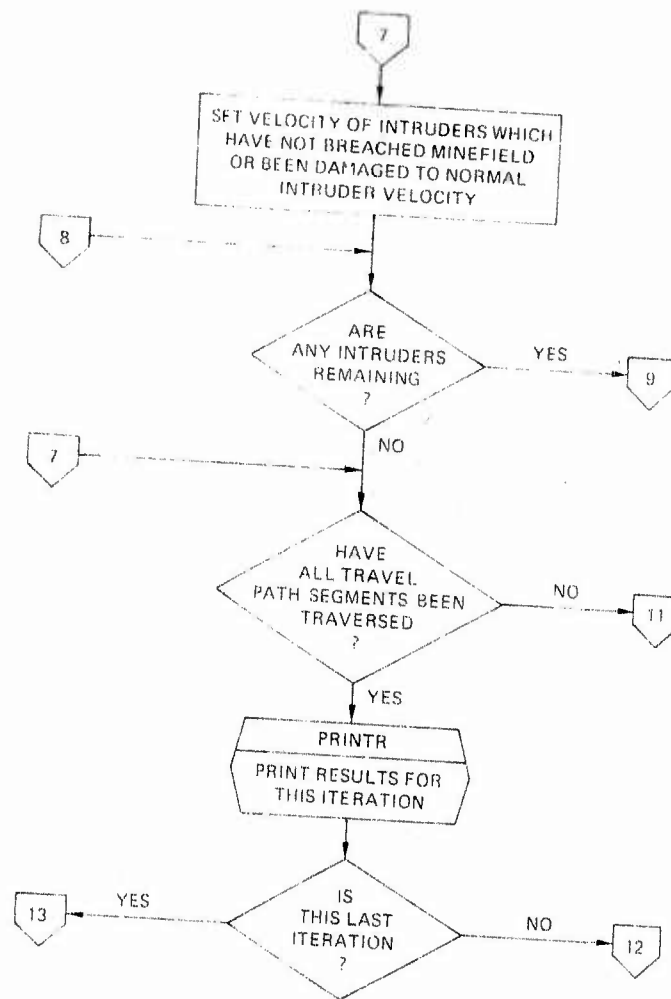 7
SET VELOCITY OF INTRUDERS WHICH
HAVE NOT BREACHED MINEFIELD
OR BEEN DAMAGED TO NORMAL
INTRUDER VELOCITY
8
ARE
ANY INTRUDERS
REMAINING
?
YES
9
NO
7
HAVE
ALL TRAVEL
PATH SEGMENTS BEEN
TRAVERSED
?
NO
11
YES
PRINTR
PRINT RESULTS FOR
THIS ITERATION
IS
THIS LAST
ITERATION
?
YES
13
NO
12